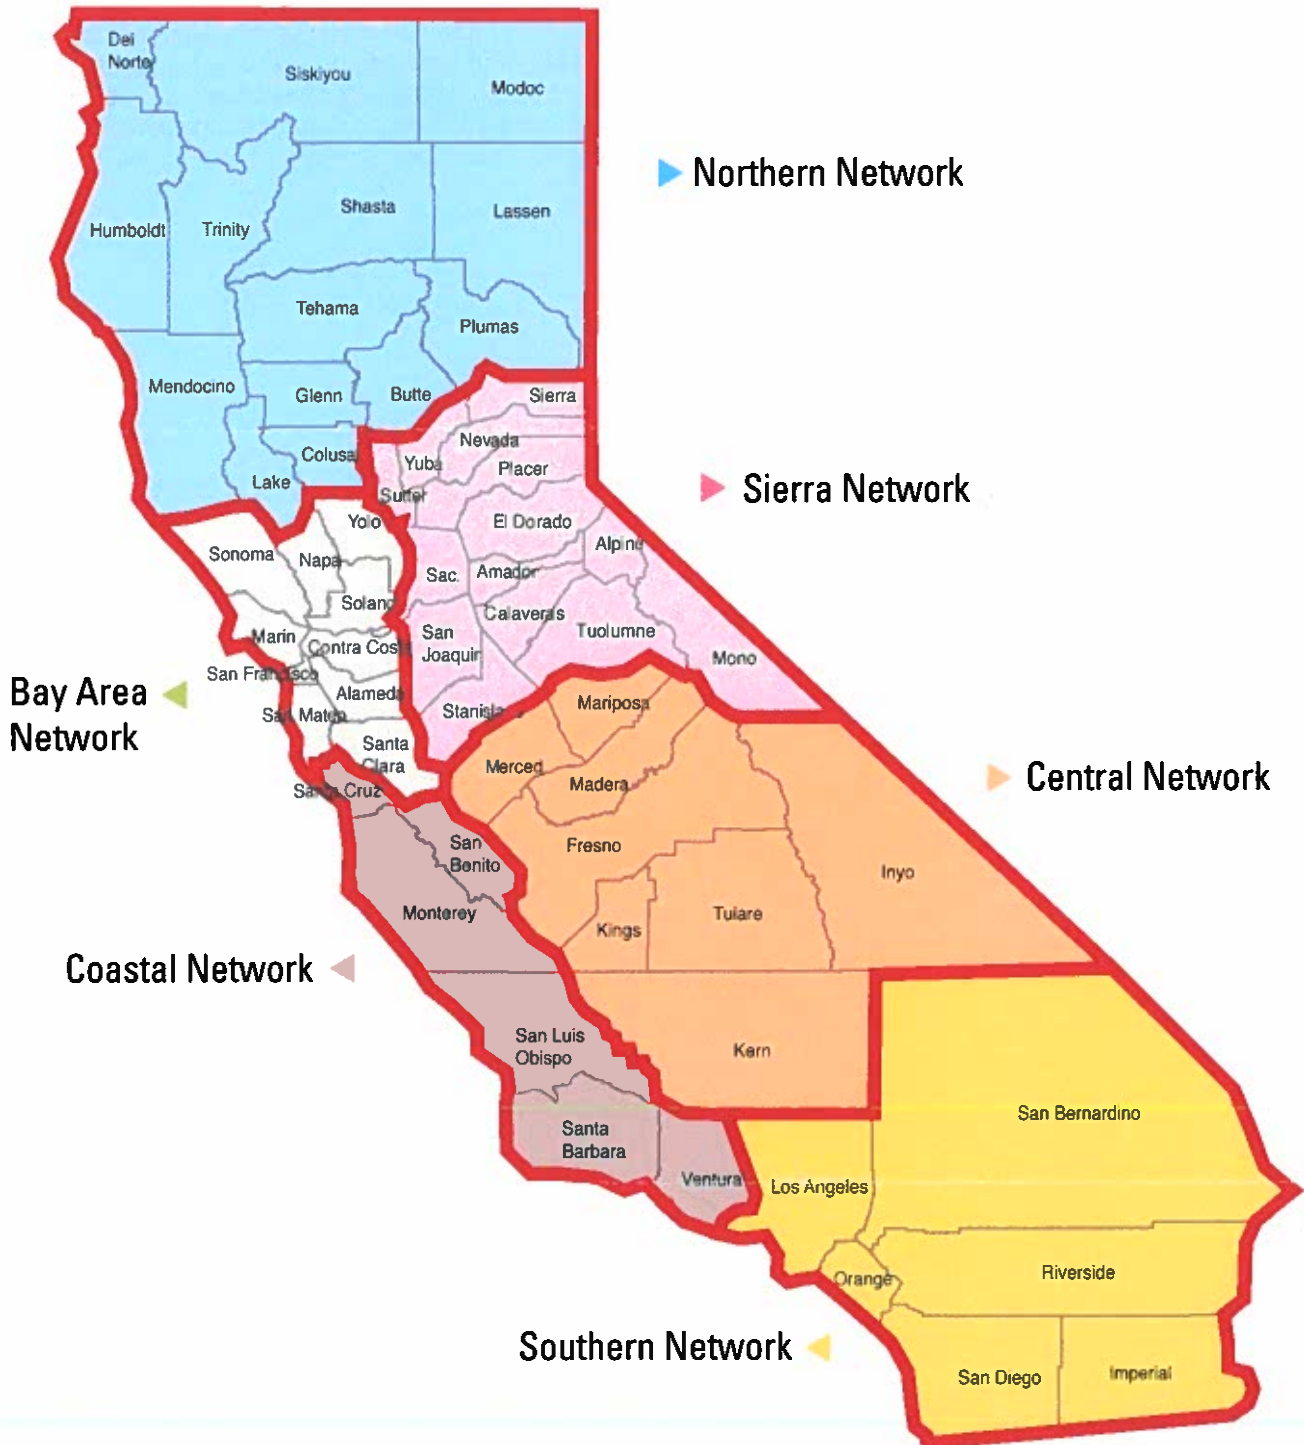 Del
Norte
Siskiyou
Modoc
Northern Network
Humboldt
Trinity
Shasta
Lassen
Tehama
Plumas
Mendocino
Glenn
Butte
Sierra
Colusa
Lake
Nevada
Yuba
Placer
Sutter
Sierra Network
Yolo
El Dorado
Alpine
Sonoma
Napa
Sac.
Amador
Solano
Calaveras
Marin
Contra Costa
San
Joaquin
Tuolumne
Mono
San Francisco
Bay Area
Network
Alameda
San Mateo
Stanisla
Mariposa
Santa
Clara
Merced
Madera
Central Network
Santa Cruz
San
Benito
Fresno
Inyo
Monterey
Kings
Tulare
Coastal Network
San Luis
Obispo
Kern
San Bernardino
Santa
Barbara
Ventura
Los Angeles
Orange
Riverside
Southern Network
San Diego
Imperial